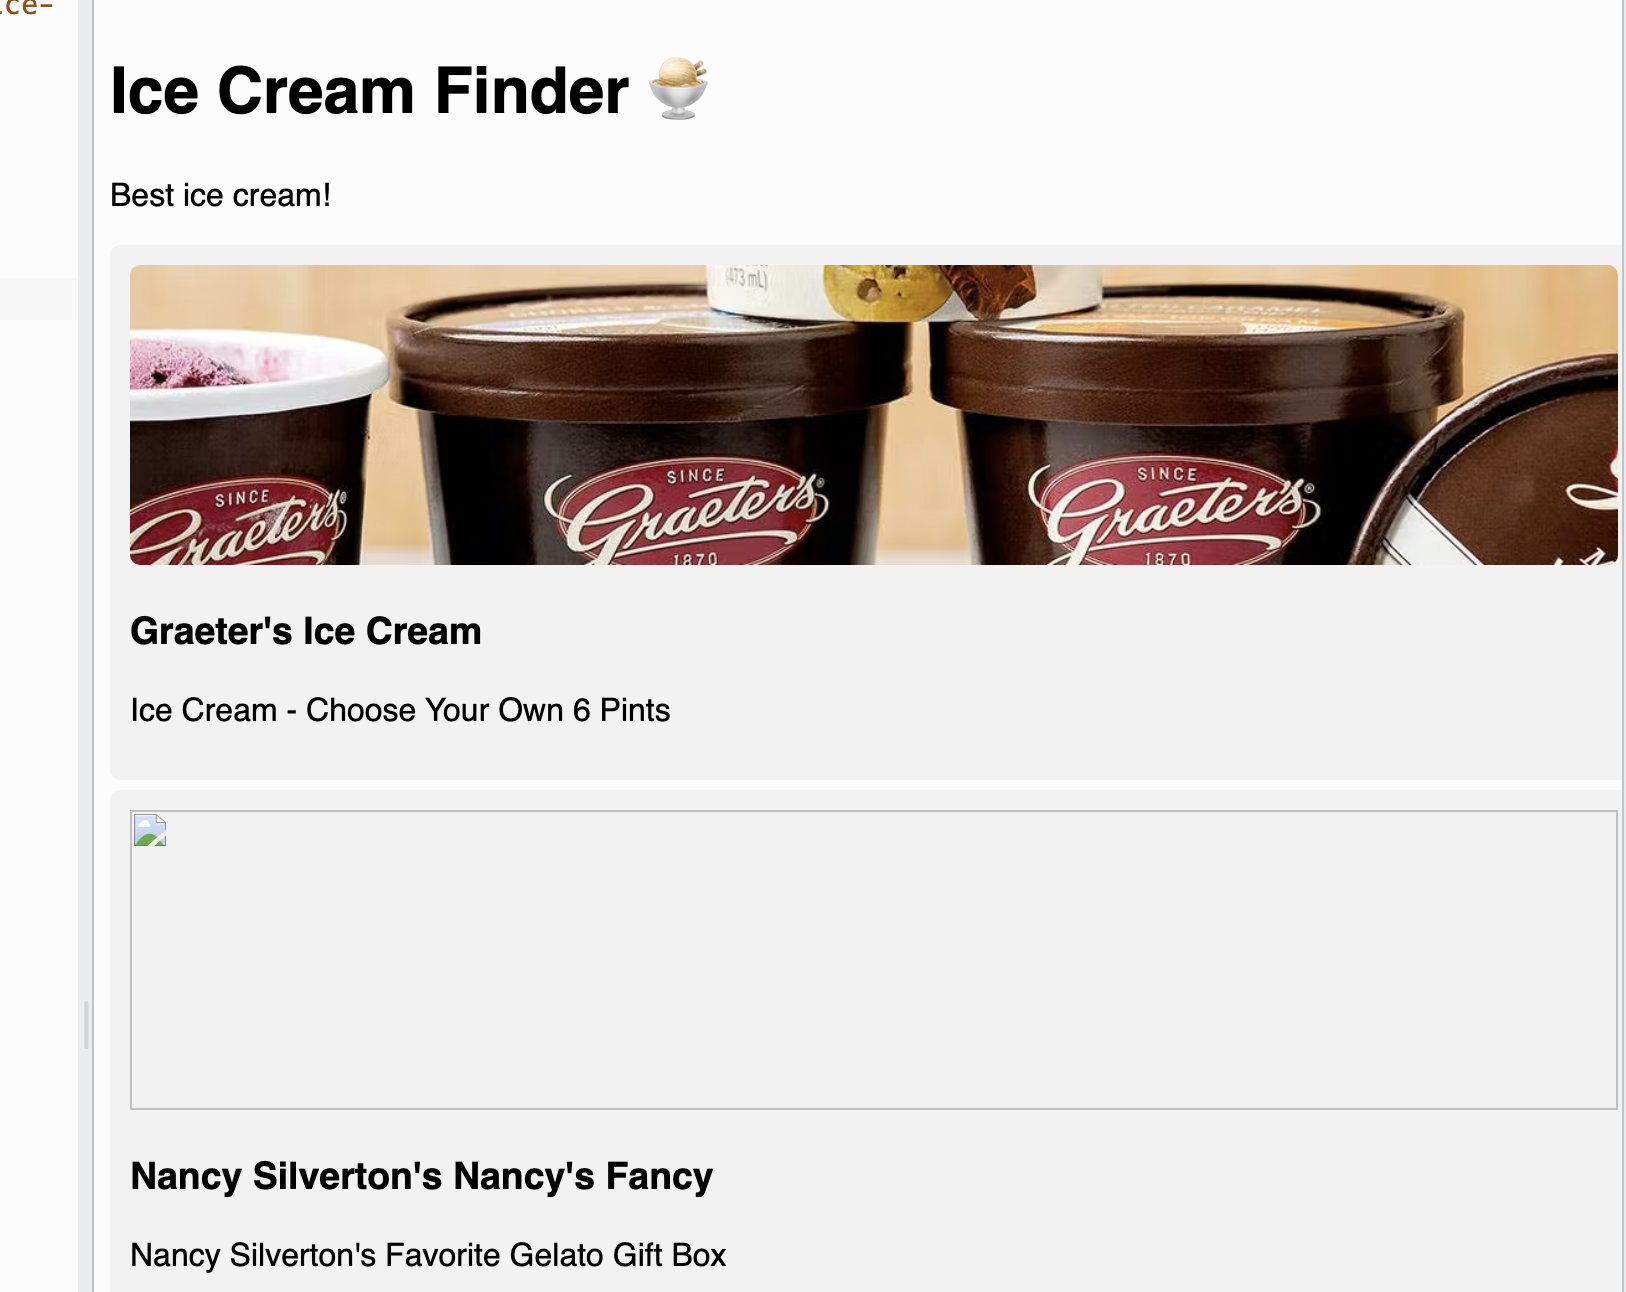 ice-
Ice Cream Finder
Best ice cream!
(473 mL)
SINCE
Graeter's
SINCE
Graeter's
1870
SINCE
Graeter's
1870
Graeter's Ice Cream
Ice Cream - Choose Your Own 6 Pints
Nancy Silverton's Nancy's Fancy
Nancy Silverton's Favorite Gelato Gift Box